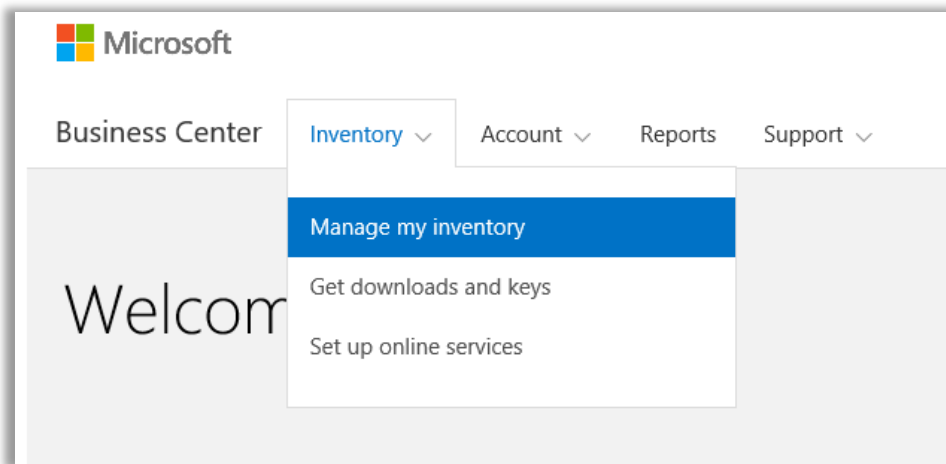 Microsoft
Business Center Inventory Account Reports Support
Manage my inventory
Get downloads and keys
Welcom
Set up online services